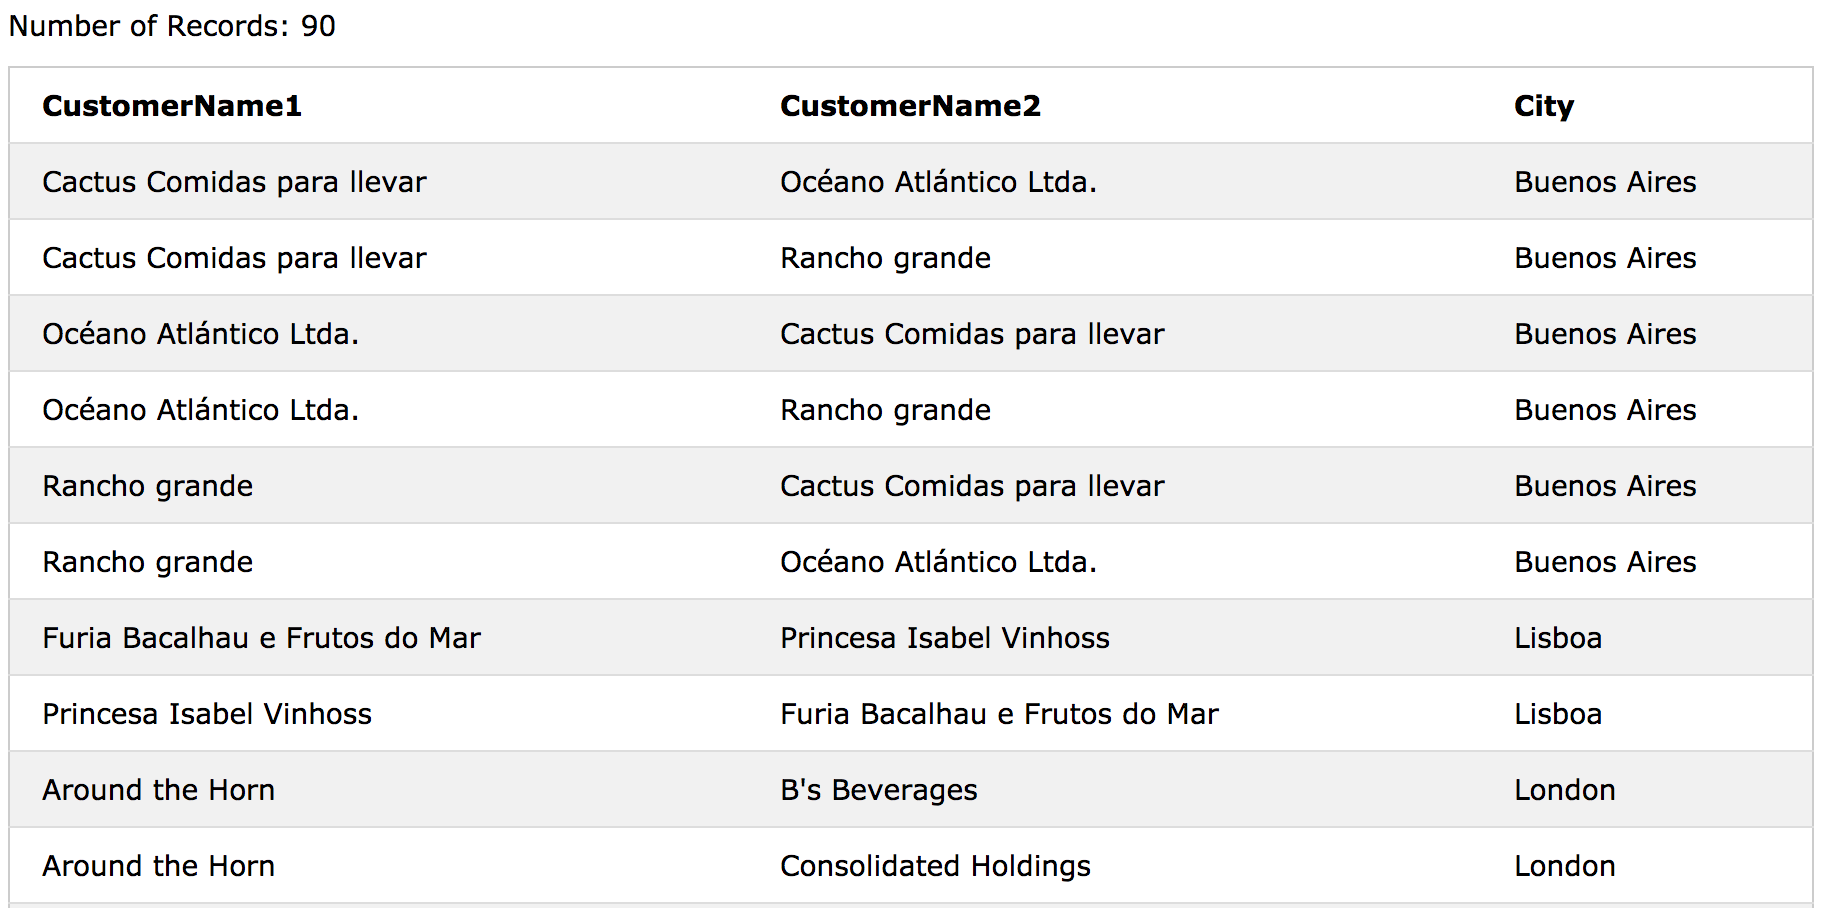 Number of Records: 90
CustomerName1 CustomerName2 City
Cactus Comidas para llevar Océano Atlántico Ltda. Buenos Aires
Cactus Comidas para llevar Rancho grande Buenos Aires
Océano Atlántico Ltda. Cactus Comidas para llevar Buenos Aires
Océano Atlántico Ltda. Rancho grande Buenos Aires
Rancho grande Cactus Comidas para llevar Buenos Aires
Rancho grande Océano Atlántico Ltda. Buenos Aires
Furia Bacalhau e Frutos do Mar Princesa Isabel Vinhoss Lisboa
Princesa Isabel Vinhoss Furia Bacalhau e Frutos do Mar Lisboa
Around the Horn B's Beverages London
Around the Horn Consolidated Holdings London